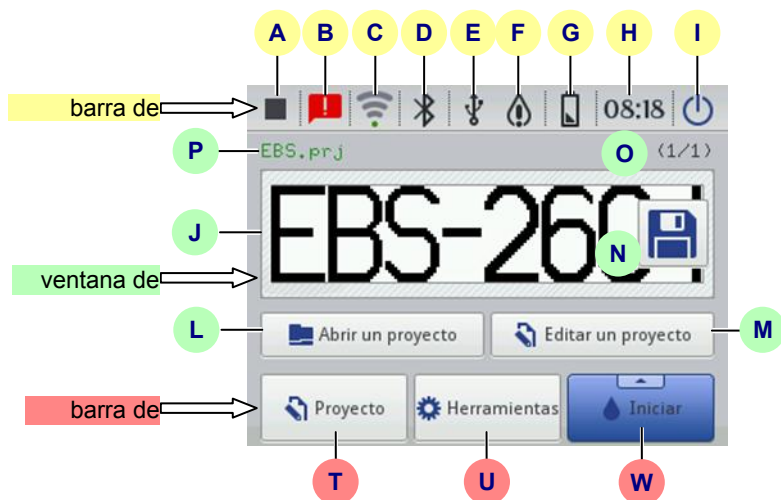 A B C D E F G H I
barra de
08:18
P EBS.prj O (1/1)
J EBS-260
N
ventana de
L Abrir un proyecto Editar un proyecto M
barra de Proyecto Herramientas Iniciar
T U W